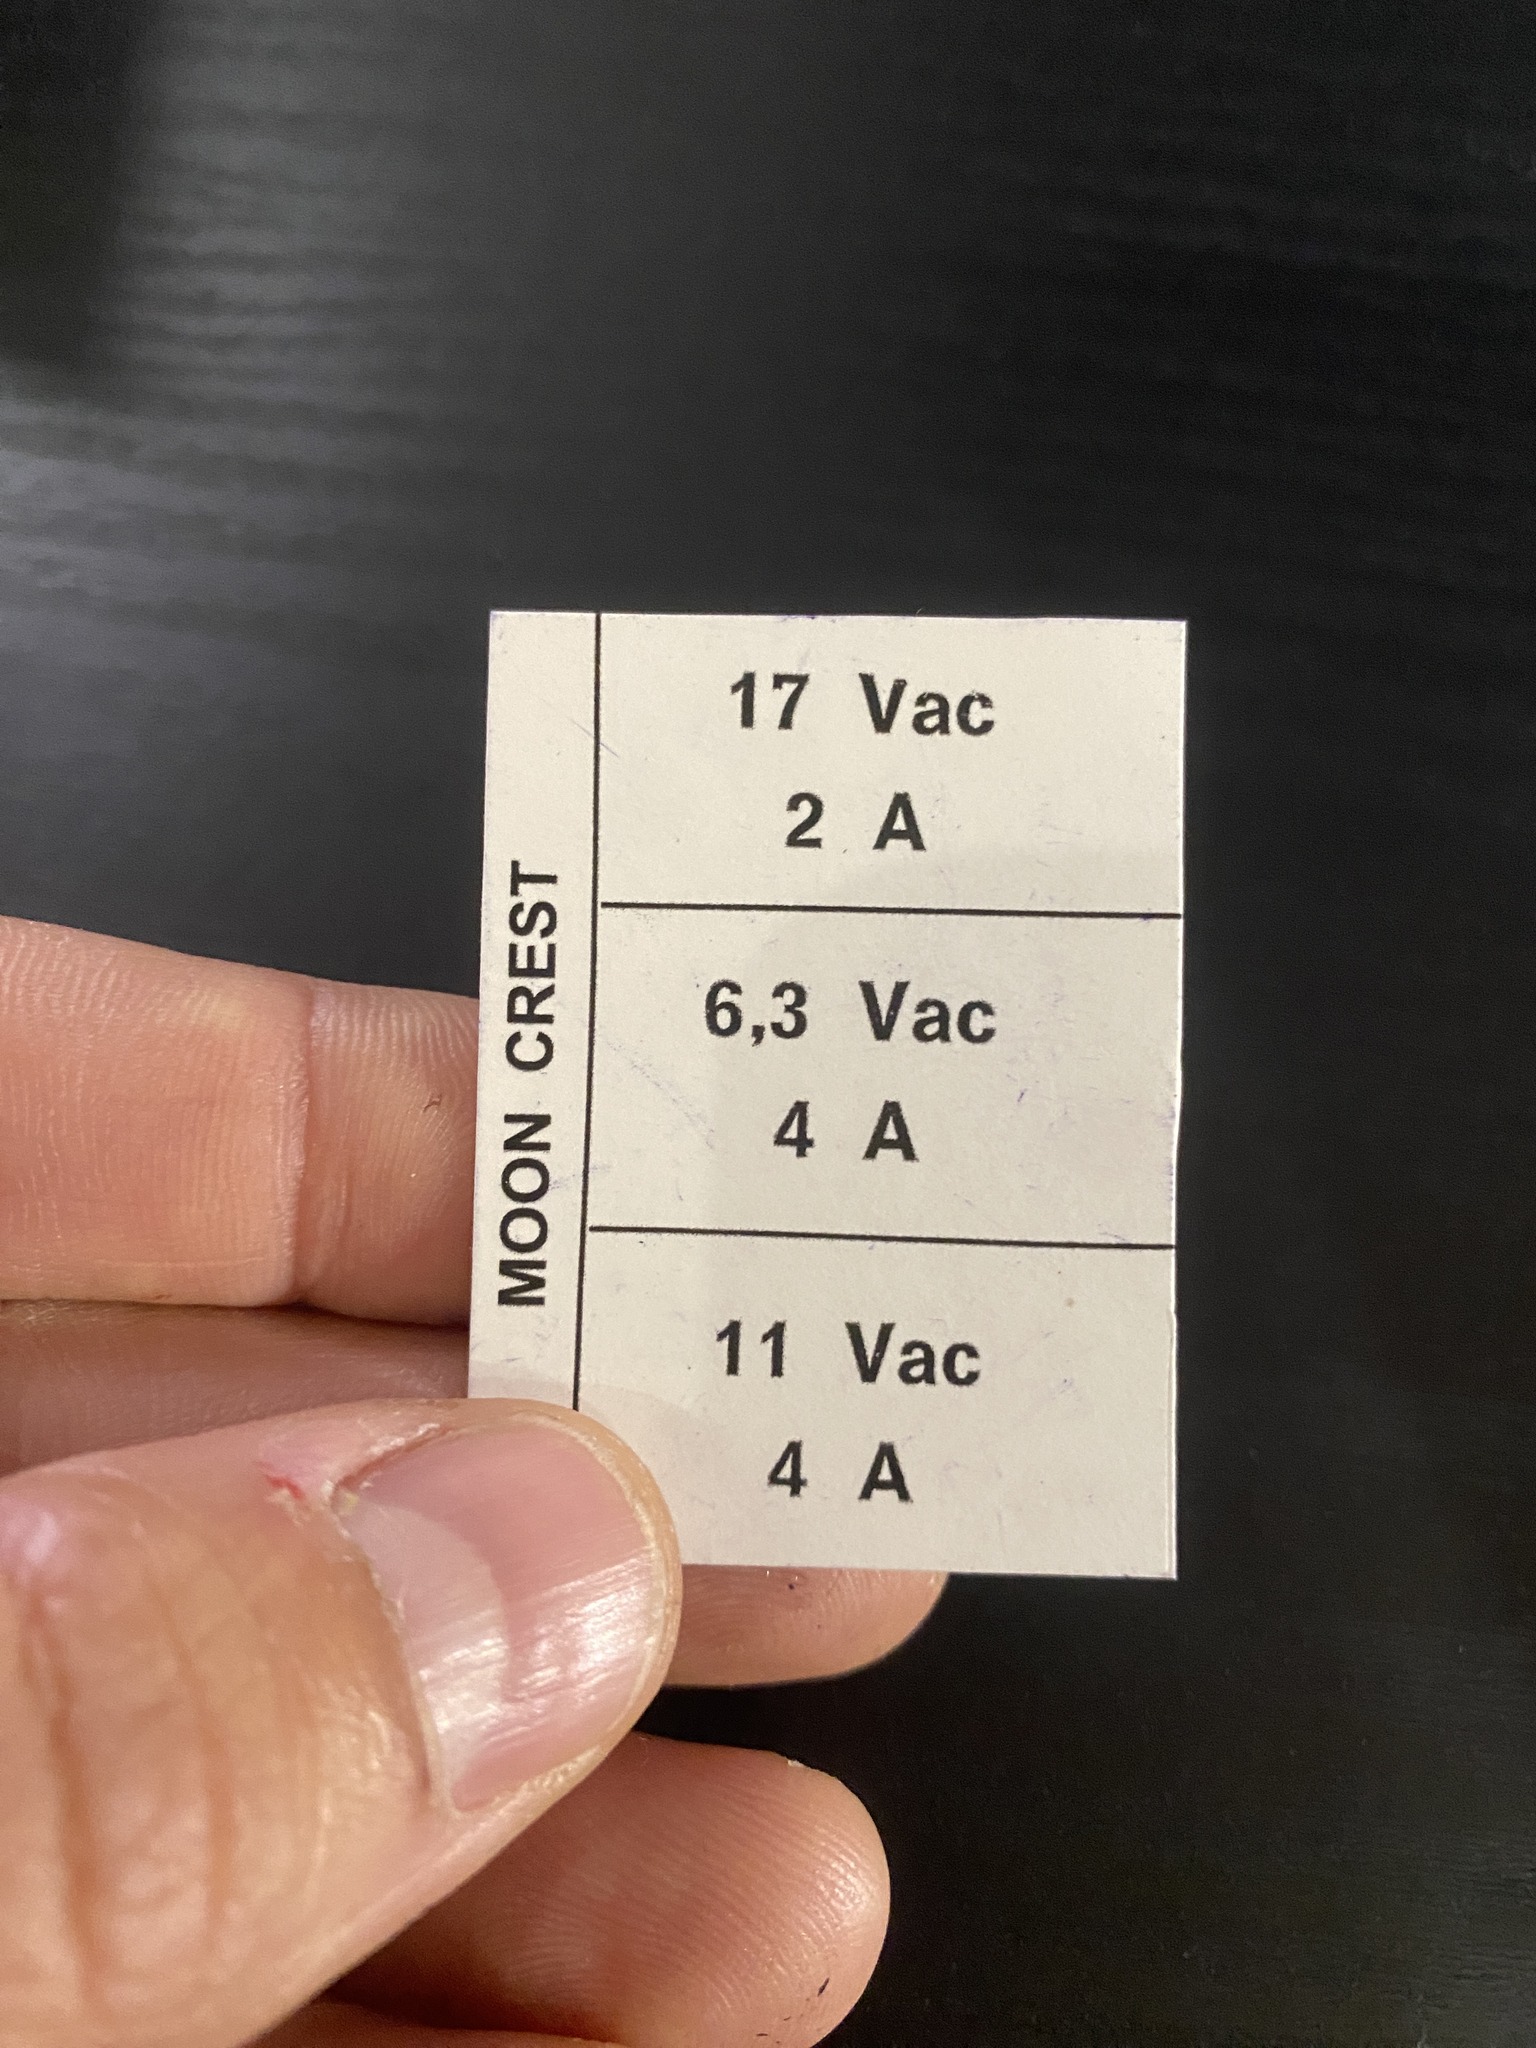 MOON CREST
17 Vac
2 A
6,3 Vac
4 A
11 Vac
4 A